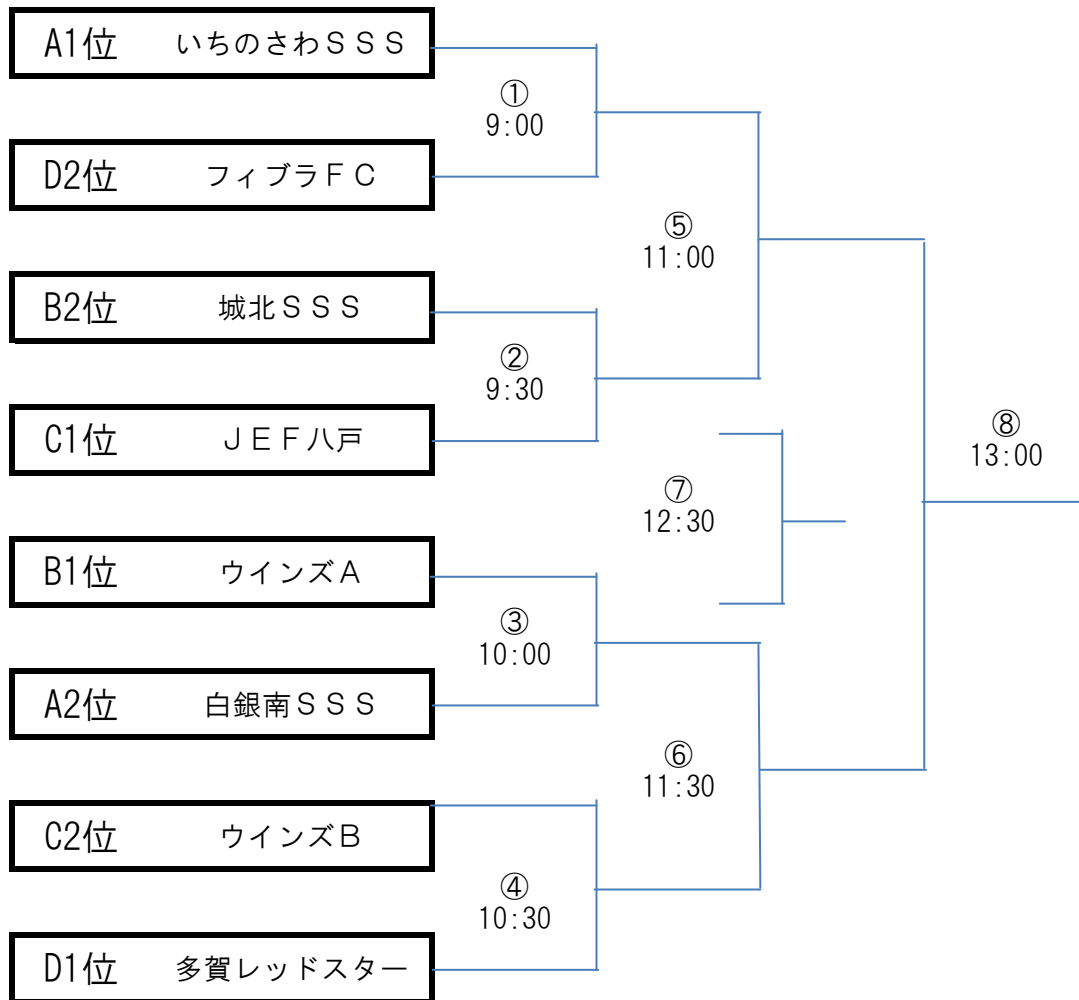 A1位 いちのさわＳＳＳ
①
9:00
D2位 フィブラＦＣ
⑤
11:00
B2位 城北ＳＳＳ
②
9:30
C1位 ＪＥＦ八戸
⑧
13:00
⑦
12:30
B1位 ウインズＡ
③
10:00
A2位 白銀南ＳＳＳ
⑥
11:30
C2位 ウインズＢ
④
10:30
D1位 多賀レッドスター